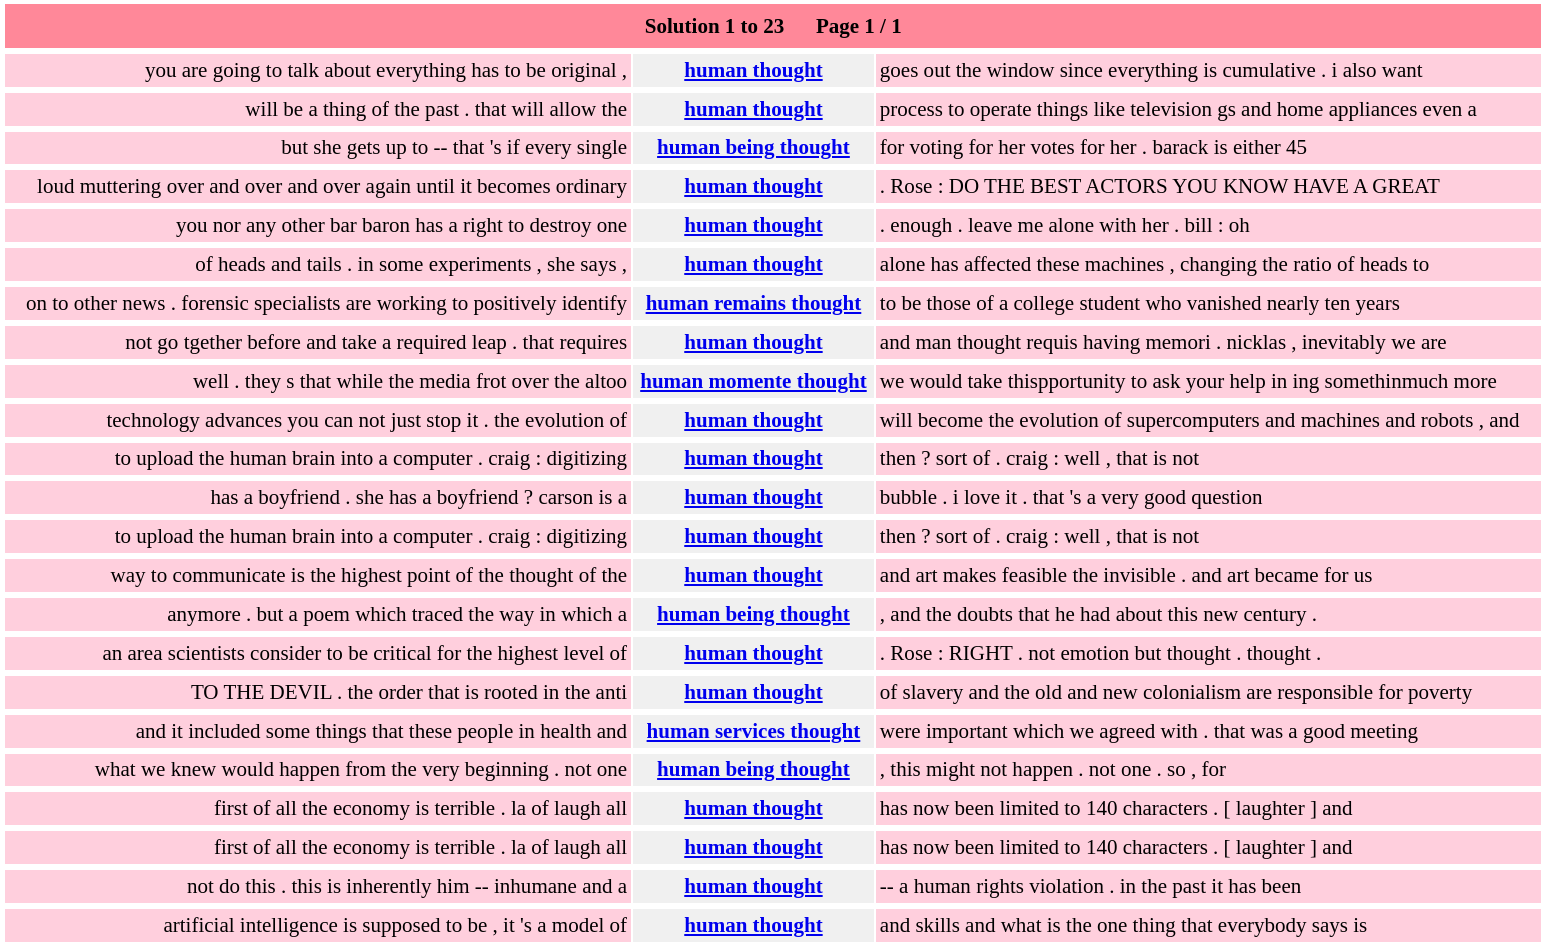 Solution 1 to 23 Page 1 / 1
you are going to talk about everything has to be original , human thought goes out the window since everything is cumulative . i also want
will be a thing of the past . that will allow the human thought process to operate things like television gs and home appliances even a
but she gets up to -- that 's if every single human being thought for voting for her votes for her . barack is either 45
loud muttering over and over and over again until it becomes ordinary human thought . Rose : DO THE BEST ACTORS YOU KNOW HAVE A GREAT
you nor any other bar baron has a right to destroy one human thought . enough . leave me alone with her . bill : oh
of heads and tails . in some experiments , she says , human thought alone has affected these machines , changing the ratio of heads to
on to other news . forensic specialists are working to positively identify human remains thought to be those of a college student who vanished nearly ten years
not go tgether before and take a required leap . that requires human thought and man thought requis having memori . nicklas , inevitably we are
well . they s that while the media frot over the altoo human momente thought we would take thispportunity to ask your help in ing somethinmuch more
technology advances you can not just stop it . the evolution of human thought will become the evolution of supercomputers and machines and robots , and
to upload the human brain into a computer . craig : digitizing human thought then ? sort of . craig : well , that is not
has a boyfriend . she has a boyfriend ? carson is a human thought bubble . i love it . that 's a very good question
to upload the human brain into a computer . craig : digitizing human thought then ? sort of . craig : well , that is not
way to communicate is the highest point of the thought of the human thought and art makes feasible the invisible . and art became for us
anymore . but a poem which traced the way in which a human being thought , and the doubts that he had about this new century .
an area scientists consider to be critical for the highest level of human thought . Rose : RIGHT . not emotion but thought . thought .
TO THE DEVIL . the order that is rooted in the anti human thought of slavery and the old and new colonialism are responsible for poverty
and it included some things that these people in health and human services thought were important which we agreed with . that was a good meeting
what we knew would happen from the very beginning . not one human being thought , this might not happen . not one . so , for
first of all the economy is terrible . la of laugh all human thought has now been limited to 140 characters . [ laughter ] and
first of all the economy is terrible . la of laugh all human thought has now been limited to 140 characters . [ laughter ] and
not do this . this is inherently him -- inhumane and a human thought -- a human rights violation . in the past it has been
artificial intelligence is supposed to be , it 's a model of human thought and skills and what is the one thing that everybody says is